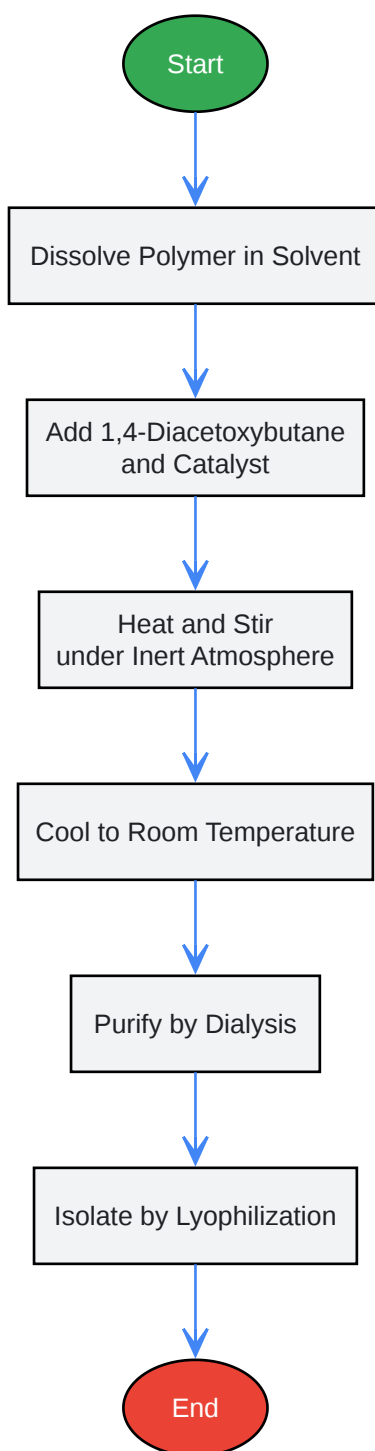 Start
Dissolve Polymer in Solvent
Add 1,4-Diacetoxybutane
and Catalyst
Heat and Stir
under Inert Atmosphere
Cool to Room Temperature
Purify by Dialysis
Isolate by Lyophilization
End